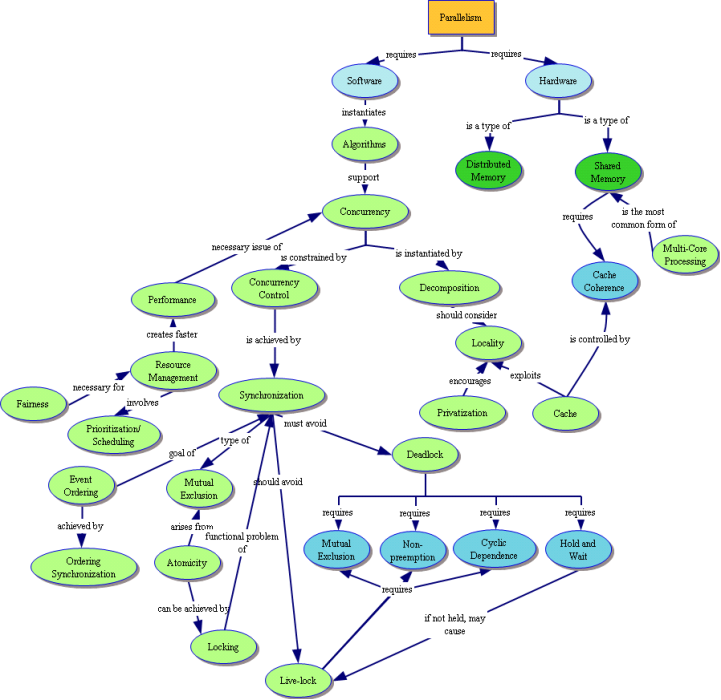 Parallelism
requires
requires
Software
Hardware
instantiates
is a type of
is a type of
Algorithms
Distributed
Memory
Shared
Memory
support
Concurrency
requires
is the most
common form of
necessary issue of
is constrained by
is instantiated by
Multi-Core
Processing
Performance
Concurrency
Control
Decomposition
Cache
Coherence
should consider
creates faster
is achieved by
Locality
is controlled by
Resource
Management
necessary for
exploits
encourages
Fairness
involves
Synchronization
Privatization
Cache
Prioritization/
Scheduling
must avoid
goal of
type of
Deadlock
Event
Ordering
Mutual
Exclusion
should avoid
requires
requires
requires
requires
achieved by
arises from
functional problem
of
Mutual
Exclusion
Non-
preemption
Cyclic
Dependence
Hold and
Wait
Ordering
Synchronization
Atomicity
requires
can be achieved by
if not held, may
cause
Locking
Live-lock